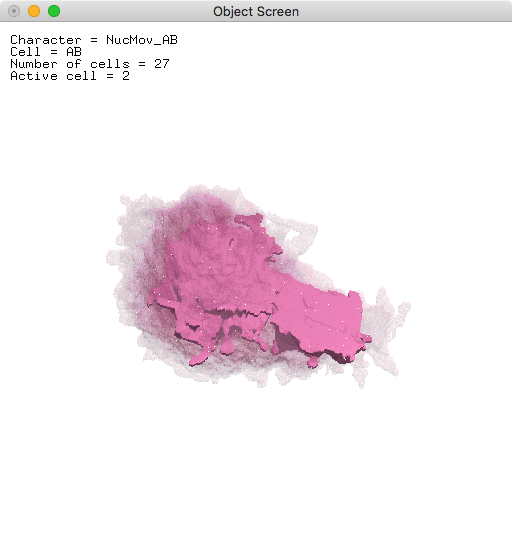 Object Screen
Character = NucMov_AB
Cell = AB
Number of cells = 27
Active cell = 2